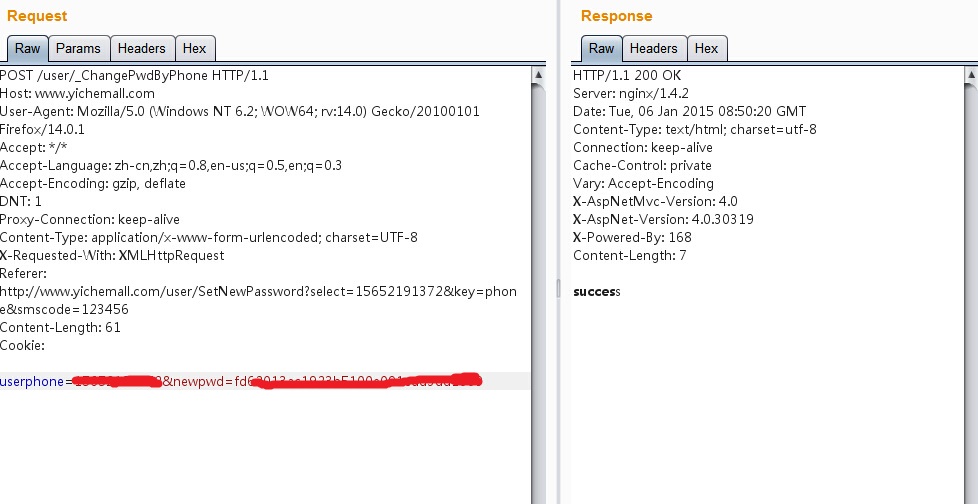 Request
Raw Params Headers Hex
POST /user/_ChangePwdByPhone HTTP/1.1
Host: www.yichemall.com
User-Agent: Mozilla/5.0 (Windows NT 6.2; WOW64; rv:14.0) Gecko/20100101
Firefox/14.0.1
Accept: */*
Accept-Language: zh-cn,zh;q=0.8,en-us;q=0.5,en;q=0.3
Accept-Encoding: gzip, deflate
DNT: 1
Proxy-Connection: keep-alive
Content-Type: application/x-www-form-urlencoded; charset=UTF-8
X-Requested-With: XMLHttpRequest
Referer:
http://www.yichemall.com/user/SetNewPassword?select=15652191372&key=phon
e&smscode=123456
Content-Length: 61
Cookie:
userphone= &newpwd=
Response
Raw Headers Hex
HTTP/1.1 200 OK
Server: nginx/1.4.2
Date: Tue, 06 Jan 2015 08:50:20 GMT
Content-Type: text/html; charset=utf-8
Connection: keep-alive
Cache-Control: private
Vary: Accept-Encoding
X-AspNetMvc-Version: 4.0
X-AspNet-Version: 4.0.30319
X-Powered-By: 168
Content-Length: 7
success